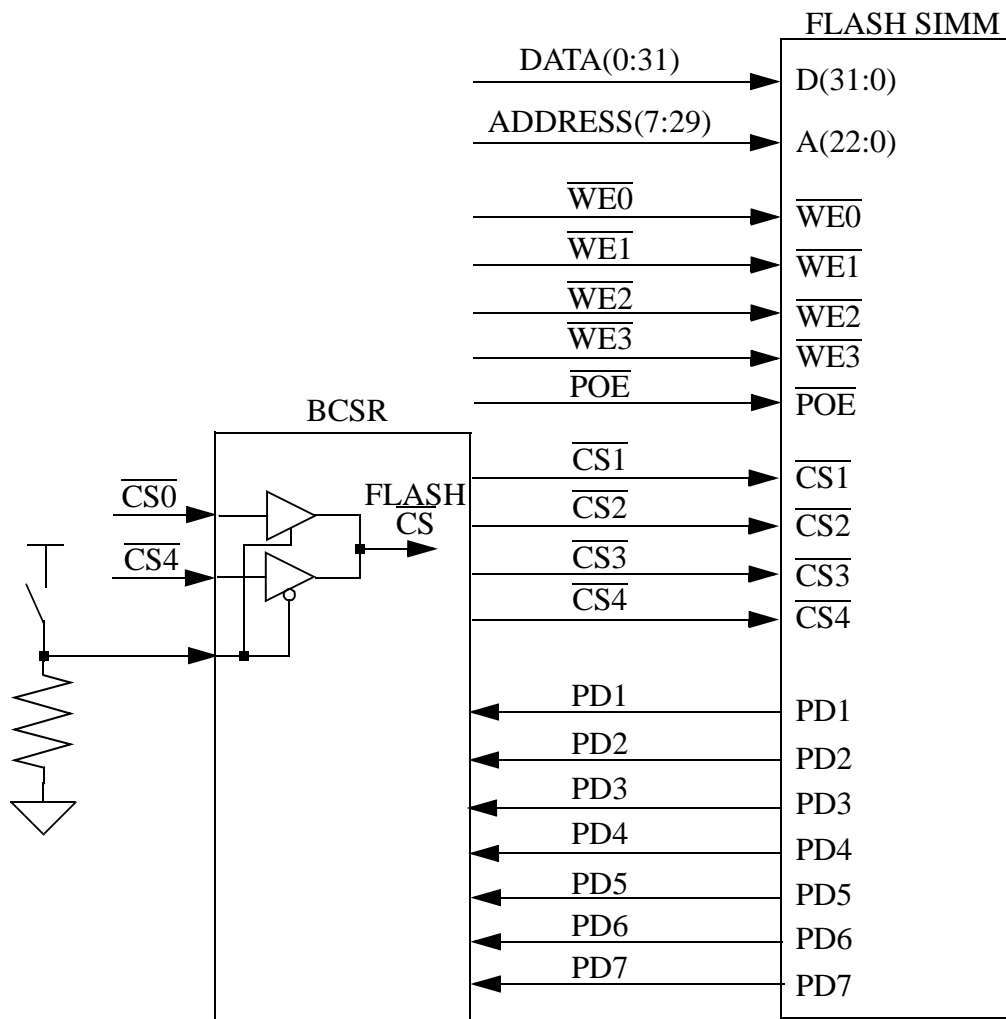 FLASH SIMM
DATA(0:31)
D(31:0)
ADDRESS(7:29)
A(22:0)
WE0
WE0
WE1
WE1
WE2
WE2
WE3
WE3
POE
POE
BCSR
CS1
CS1
CS0
FLASH
CS
CS2
CS2
CS4
CS3
CS3
CS4
CS4
PD1
PD1
PD2
PD2
PD3
PD3
PD4
PD4
PD5
PD5
PD6
PD6
PD7
PD7